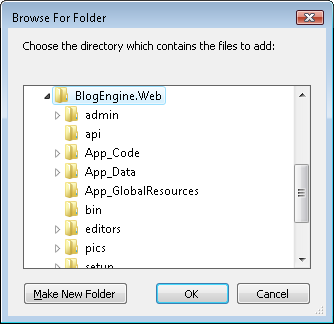 Browse For Folder
Choose the directory which contains the files to add:
BlogEngine.Web
admin
api
App_Code
App_Data
App_GlobalResources
bin
editors
pics
setup
Make New Folder
OK
Cancel